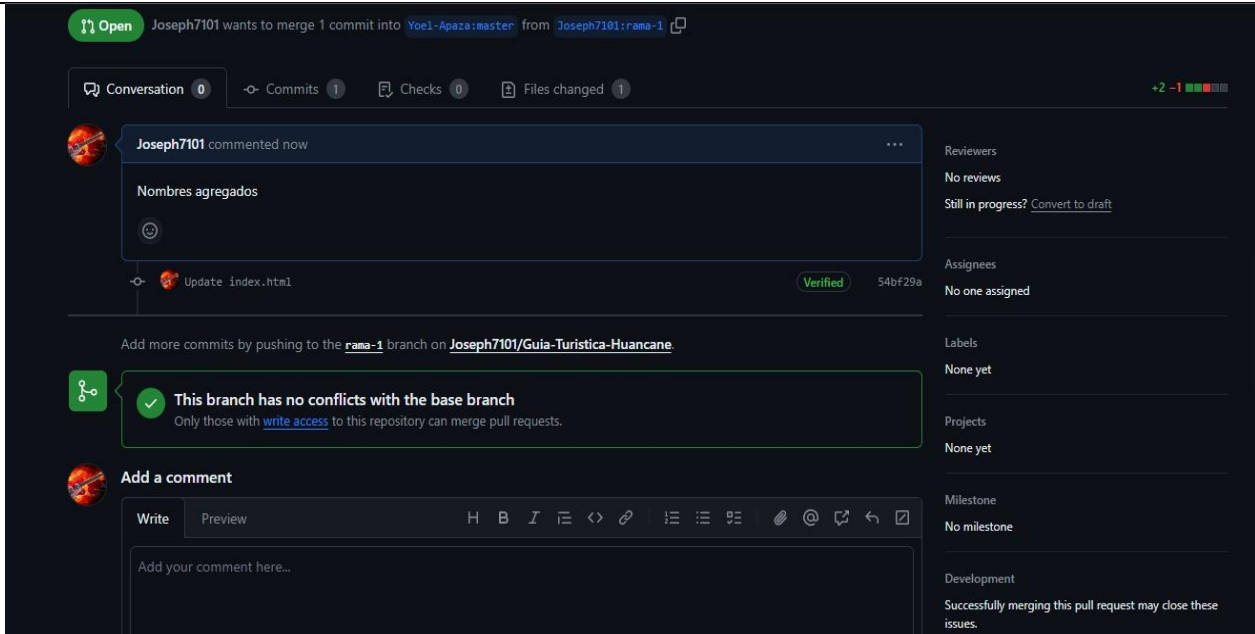 Open Joseph7101 wants to merge 1 commit into Yoel-Apaza:master from Joseph7101:rama-1
Conversation 0 Commits 1 Checks 0 Files changed 1 +2 −1
Joseph7101 commented now
Nombres agregados
Update index.html Verified 54bf29a
Add more commits by pushing to the rama-1 branch on Joseph7101/Guia-Turistica-Huancane.
This branch has no conflicts with the base branch
Only those with write access to this repository can merge pull requests.
Add a comment
Write Preview
Add your comment here...
Reviewers
No reviews
Still in progress? Convert to draft
Assignees
No one assigned
Labels
None yet
Projects
None yet
Milestone
No milestone
Development
Successfully merging this pull request may close these
issues.